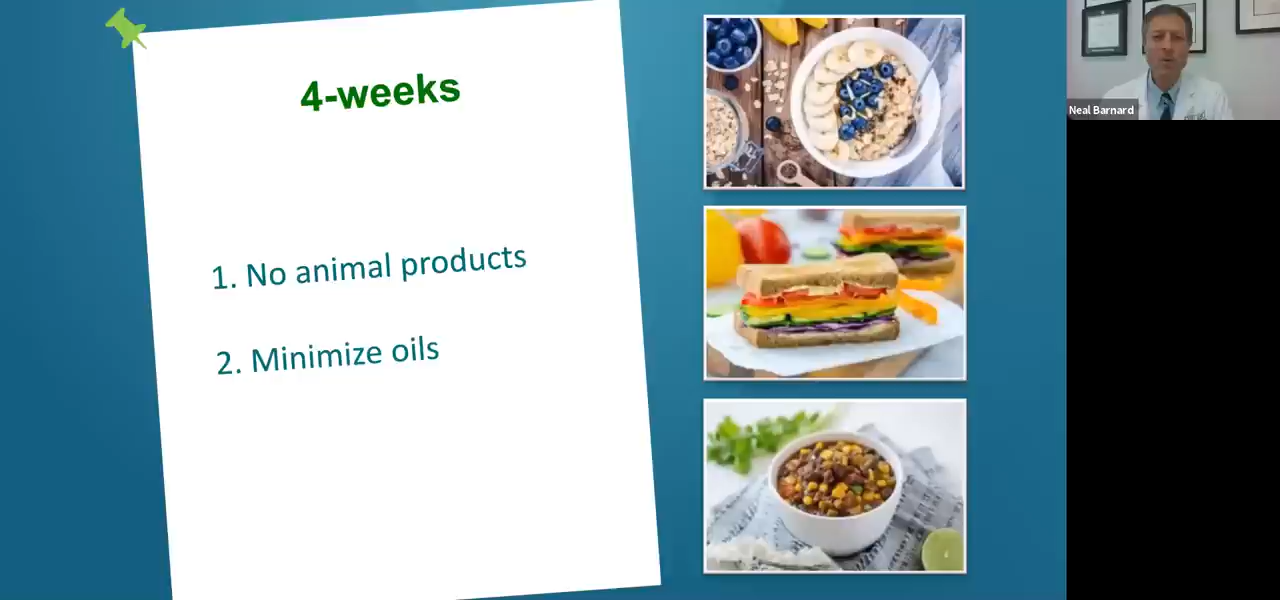 4-weeks
1. No animal products
2. Minimize oils
Neal Barnard